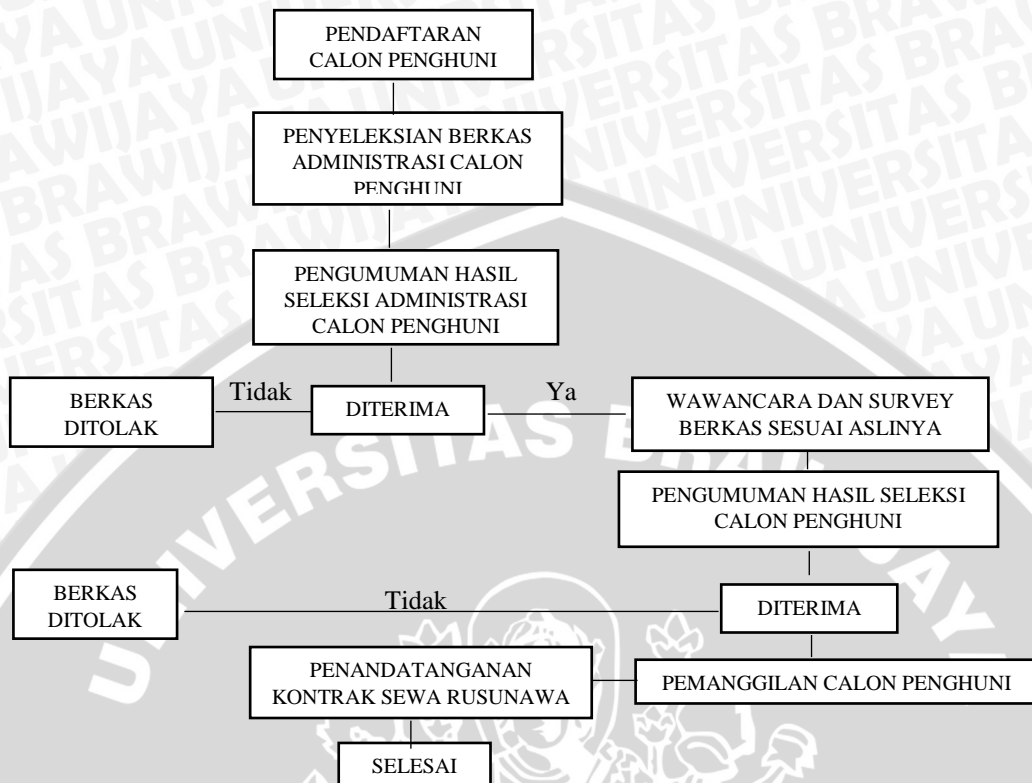 PENDAFTARAN
CALON PENGHUNI
PENYELEKSIAN BERKAS
ADMINISTRASI CALON
PENGHUNI
PENGUMUMAN HASIL
SELEKSI ADMINISTRASI
CALON PENGHUNI
BERKAS
DITOLAK
Tidak
DITERIMA
Ya
WAWANCARA DAN SURVEY
BERKAS SESUAI ASLINYA
PENGUMUMAN HASIL SELEKSI
CALON PENGHUNI
BERKAS
DITOLAK
Tidak
DITERIMA
PEMANGGILAN CALON PENGHUNI
PENANDATANGANAN
KONTRAK SEWA RUSUNAWA
SELESAI
UNIVERSITAS BRAWIJAYA